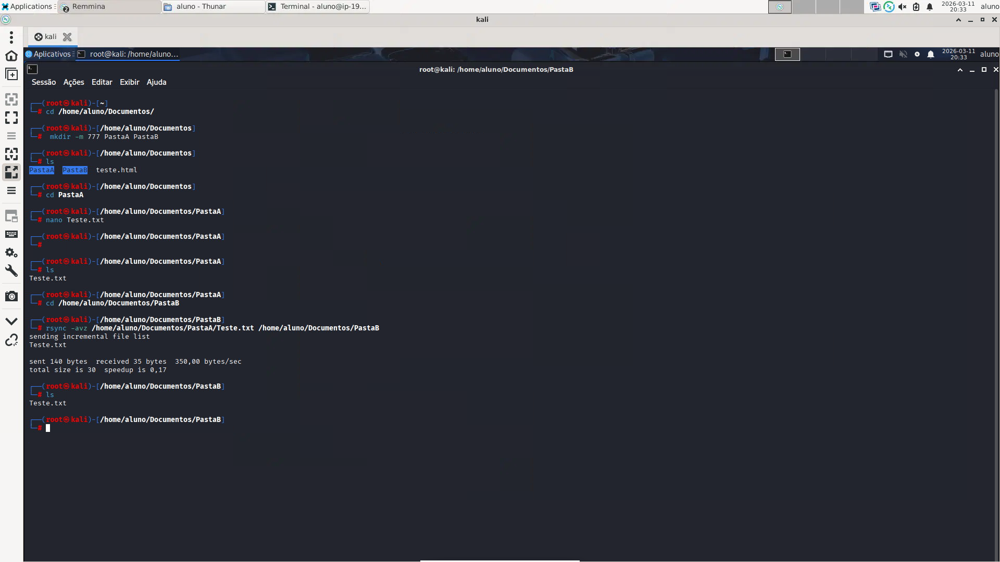 Applications
2
Remmina
aluno - Thunar
Terminal - aluno@ip-19...
2026-03-11
20:33
aluno
kali
kali
Aplicativos
root@kali: /home/aluno...
2026-03-11
20:33
aluno
root@kali: /home/aluno/Documentos/PastaB
Sessão Ações Editar Exibir Ajuda
┌──(root㉿kali)-[~]
└─# cd /home/aluno/Documentos/
┌──(root㉿kali)-[/home/aluno/Documentos]
└─#  mkdir -m 777 PastaA PastaB
┌──(root㉿kali)-[/home/aluno/Documentos]
└─# ls
PastaA  PastaB  teste.html
┌──(root㉿kali)-[/home/aluno/Documentos]
└─# cd PastaA
┌──(root㉿kali)-[/home/aluno/Documentos/PastaA]
└─# nano Teste.txt
┌──(root㉿kali)-[/home/aluno/Documentos/PastaA]
└─#
┌──(root㉿kali)-[/home/aluno/Documentos/PastaA]
└─# ls
Teste.txt
┌──(root㉿kali)-[/home/aluno/Documentos/PastaA]
└─# cd /home/aluno/Documentos/PastaB
┌──(root㉿kali)-[/home/aluno/Documentos/PastaB]
└─# rsync -avz /home/aluno/Documentos/PastaA/Teste.txt /home/aluno/Documentos/PastaB
sending incremental file list
Teste.txt
sent 140 bytes  received 35 bytes  350,00 bytes/sec
total size is 30  speedup is 0,17
┌──(root㉿kali)-[/home/aluno/Documentos/PastaB]
└─# ls
Teste.txt
┌──(root㉿kali)-[/home/aluno/Documentos/PastaB]
└─#